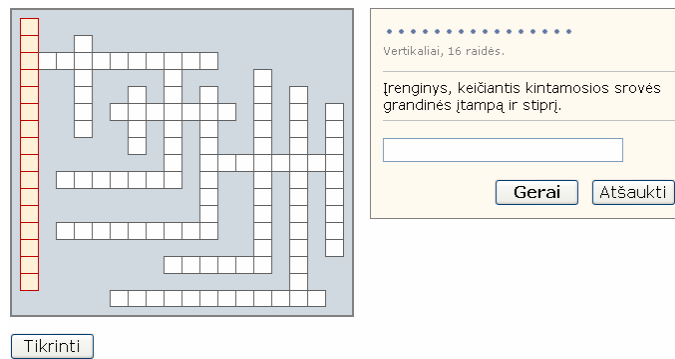 Vertikaliai, 16 raidės.
Įrenginys, keičiantis kintamosios srovės
grandinės įtampą ir stiprį.
Gerai
Atšaukti
Tikrinti